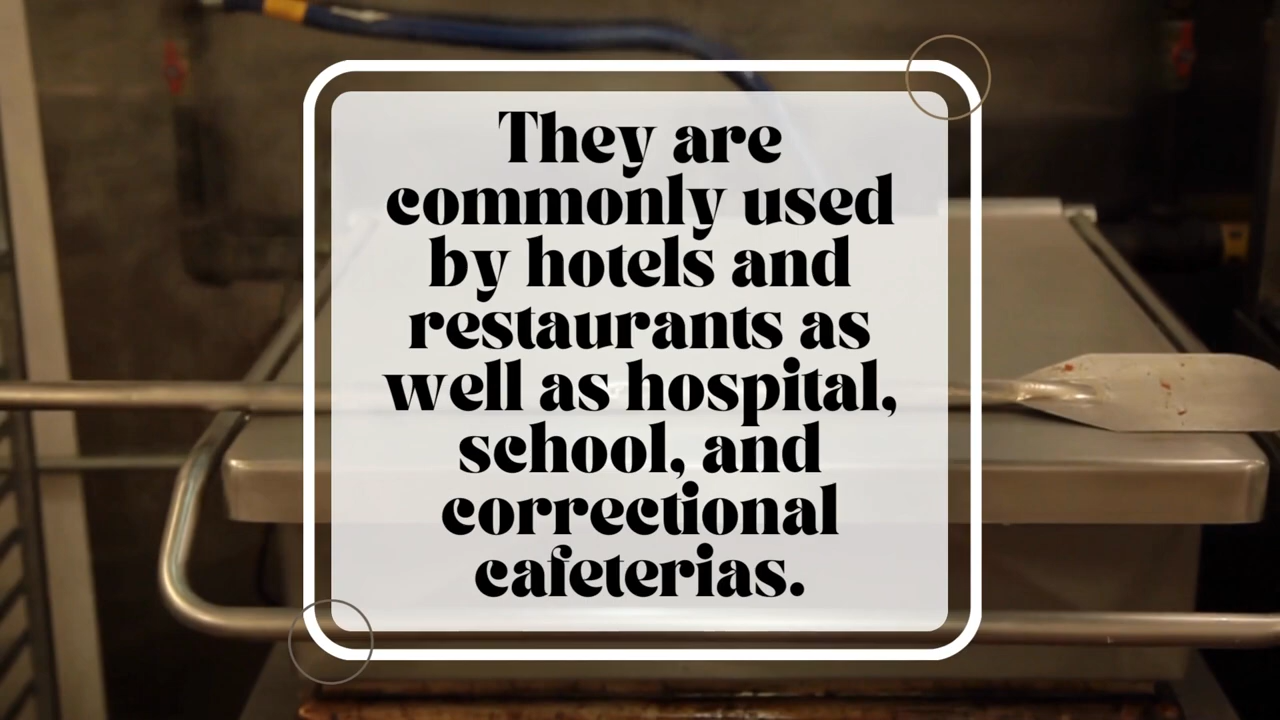 They are
commonly used
by hotels and
restaurants as
well as hospital,
school, and
correctional
cafeterias.